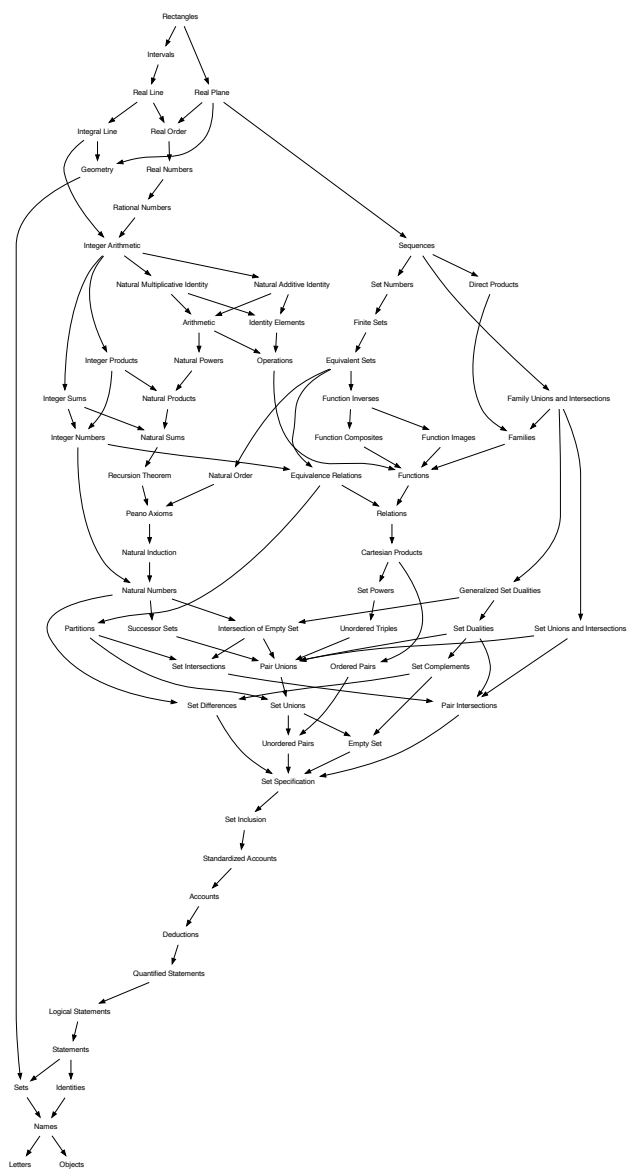 Rectangles
Intervals
Real Line
Real Plane
Integral Line
Real Order
Geometry
Real Numbers
Rational Numbers
Integer Arithmetic
Sequences
Natural Multiplicative Identity
Natural Additive Identity
Set Numbers
Direct Products
Arithmetic
Identity Elements
Finite Sets
Integer Products
Natural Powers
Operations
Equivalent Sets
Integer Sums
Natural Products
Function Inverses
Family Unions and Intersections
Integer Numbers
Natural Sums
Function Composites
Function Images
Families
Recursion Theorem
Natural Order
Equivalence Relations
Functions
Peano Axioms
Relations
Natural Induction
Cartesian Products
Natural Numbers
Set Powers
Generalized Set Dualities
Partitions
Successor Sets
Intersection of Empty Set
Unordered Triples
Set Dualities
Set Unions and Intersections
Set Intersections
Pair Unions
Ordered Pairs
Set Complements
Set Differences
Set Unions
Pair Intersections
Unordered Pairs
Empty Set
Set Specification
Set Inclusion
Standardized Accounts
Accounts
Deductions
Quantified Statements
Logical Statements
Statements
Sets
Identities
Names
Letters
Objects